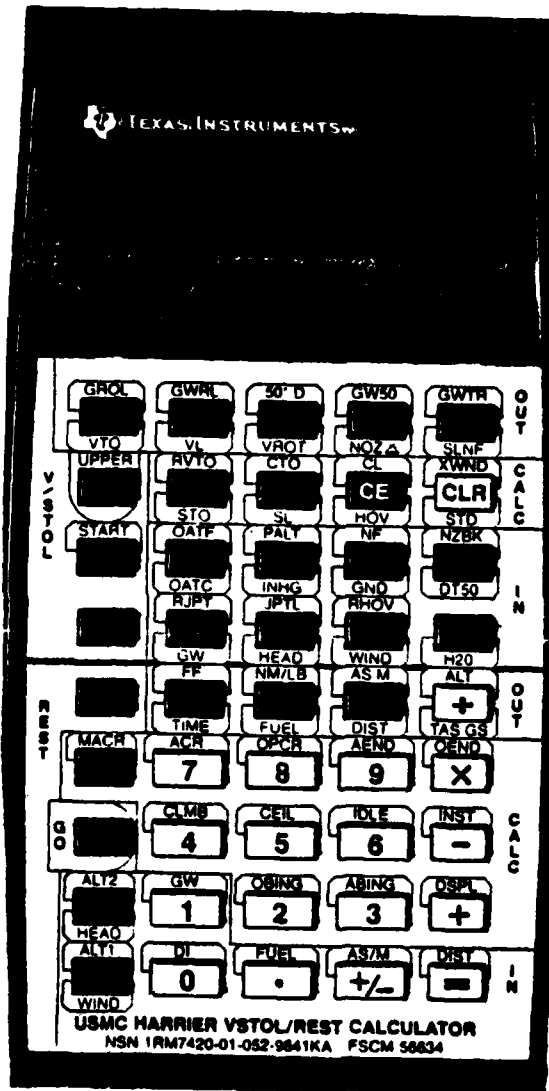 TEXAS INSTRUMENTS
GROL GWRL 50' D GW50 GWTR
VTO VL VROT NOZ△ SLNF
UPPER RVTO CTO CL XWND
CE CLR
STO SL HOV STD
START OATF PALT NF NZBK
OATC INHG GND DT50
RJPT JPTL RHOV
GW HEAD WIND H20
FF NM/LB AS M ALT
+
TIME FUEL DIST TAS GS
MACR ACR OPCR AEND OEND
7 8 9 ×
CLMB CEIL IDLE INST
GO 4 5 6 −
ALT2 GW OBING ABING DSPL
1 2 3 +
HEAD
ALT1 DI FUEL AS/M DIST
0 . +/− =
WIND
V/STOL
REST
OUT
CALC
IN
OUT
CALC
IN
USMC HARRIER VSTOL/REST CALCULATOR
NSN 1RM7420-01-052-9641KA FSCM 56634